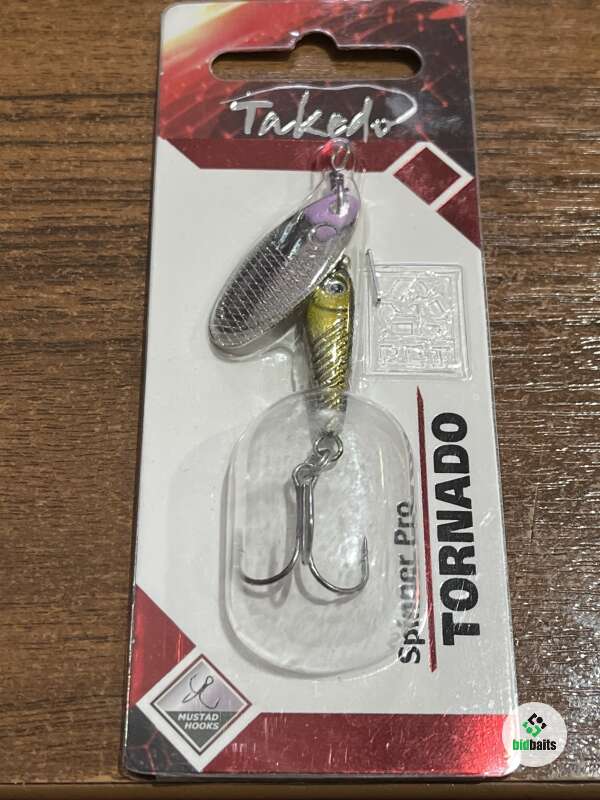 Takedo
Spinner Pro
TORNADO
MUSTAD
HOOKS
bidbaits